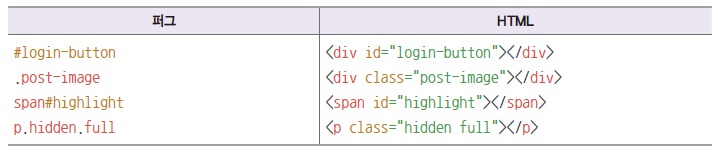 퍼그 HTML
#login-button <div id="login-button"></div>
.post-image <div class="post-image"></div>
span#highlight <span id="highlight"></span>
p.hidden.full <p class="hidden full"></p>